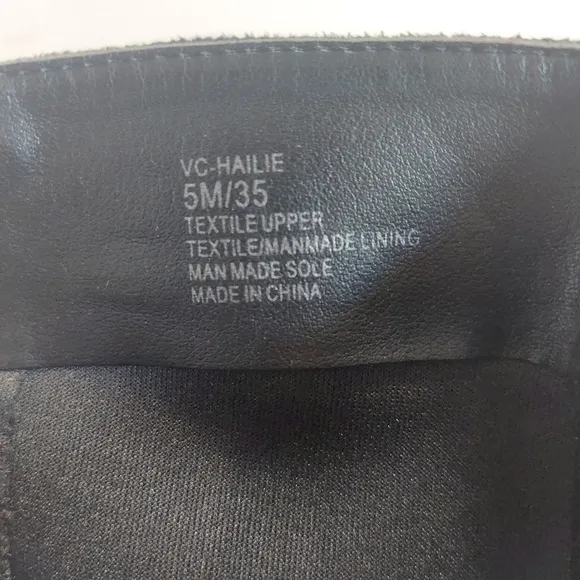 VC-HAILIE
5M/35
TEXTILE UPPER
TEXTILE/MANMADE LINING
MAN MADE SOLE
MADE IN CHINA